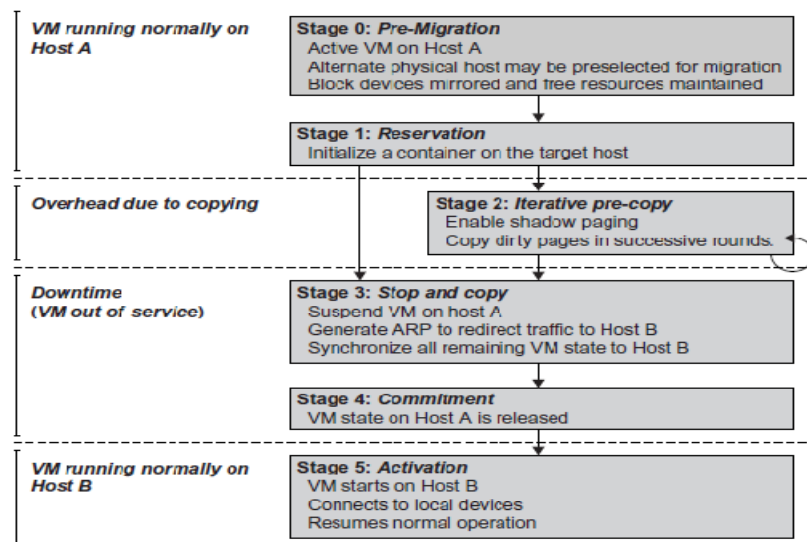 VM running normally on
Host A
Stage 0: Pre-Migration
Active VM on Host A
Alternate physical host may be preselected for migration
Block devices mirrored and free resources maintained
Stage 1: Reservation
Initialize a container on the target host
Overhead due to copying
Stage 2: Iterative pre-copy
Enable shadow paging
Copy dirty pages in successive rounds.
Downtime
(VM out of service)
Stage 3: Stop and copy
Suspend VM on host A
Generate ARP to redirect traffic to Host B
Synchronize all remaining VM state to Host B
Stage 4: Commitment
VM state on Host A is released
VM running normally on
Host B
Stage 5: Activation
VM starts on Host B
Connects to local devices
Resumes normal operation